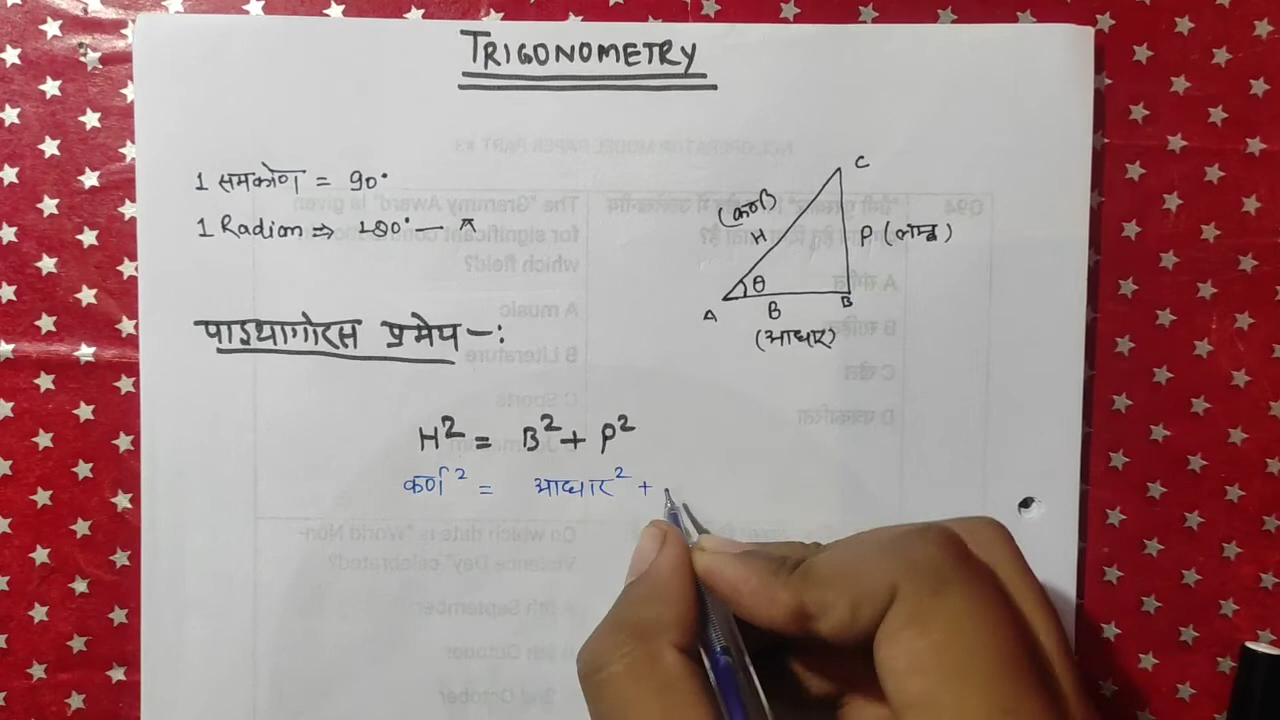 TRIGONOMETRY
1 समकोण = 90°
1 Radian ⇒ 180° — π
C
(कर्ण)
H
P (लम्ब)
θ
A
B
B
(आधार)
पाइथागोरस प्रमेय -:
H² = B² + P²
कर्ण² = आधार² +